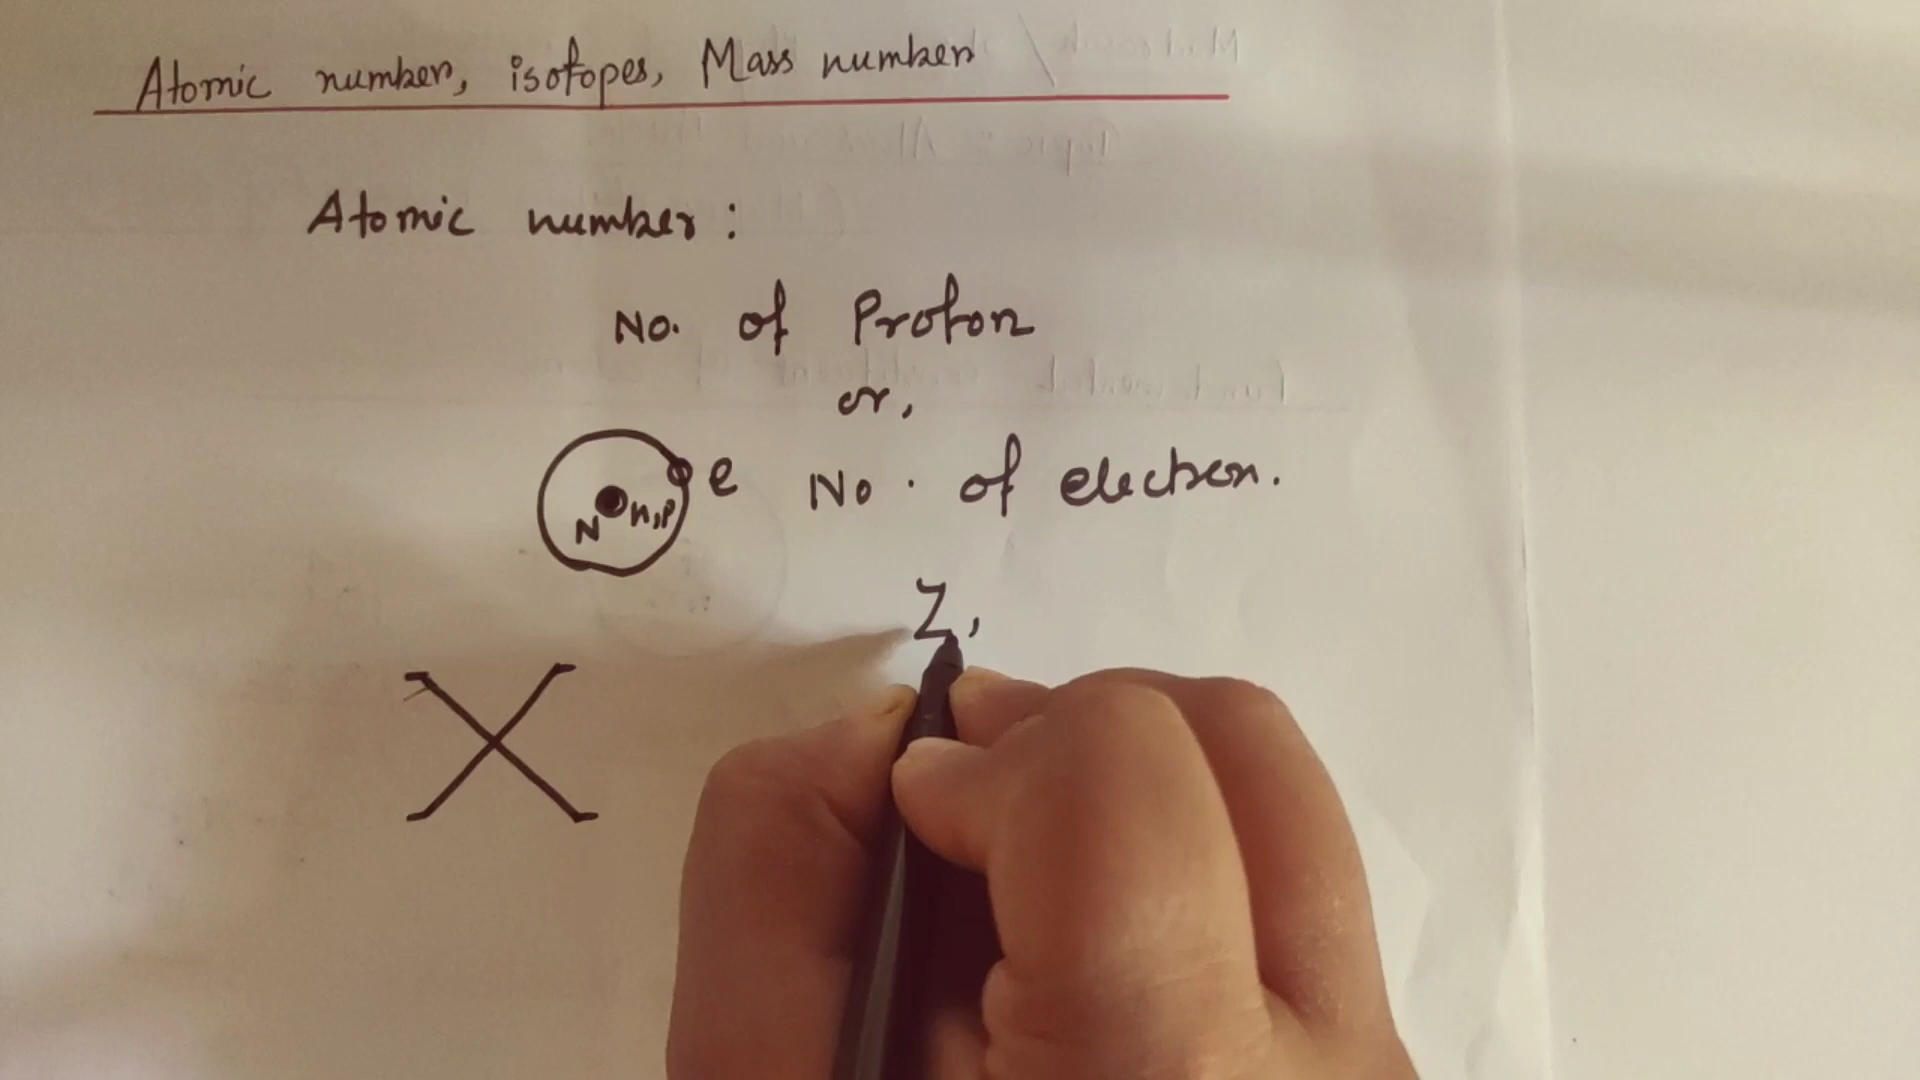 Atomic number, isotopes, Mass number
Atomic number :
No. of Proton
or,
e
N n,p
No. of electron.
Z,
X